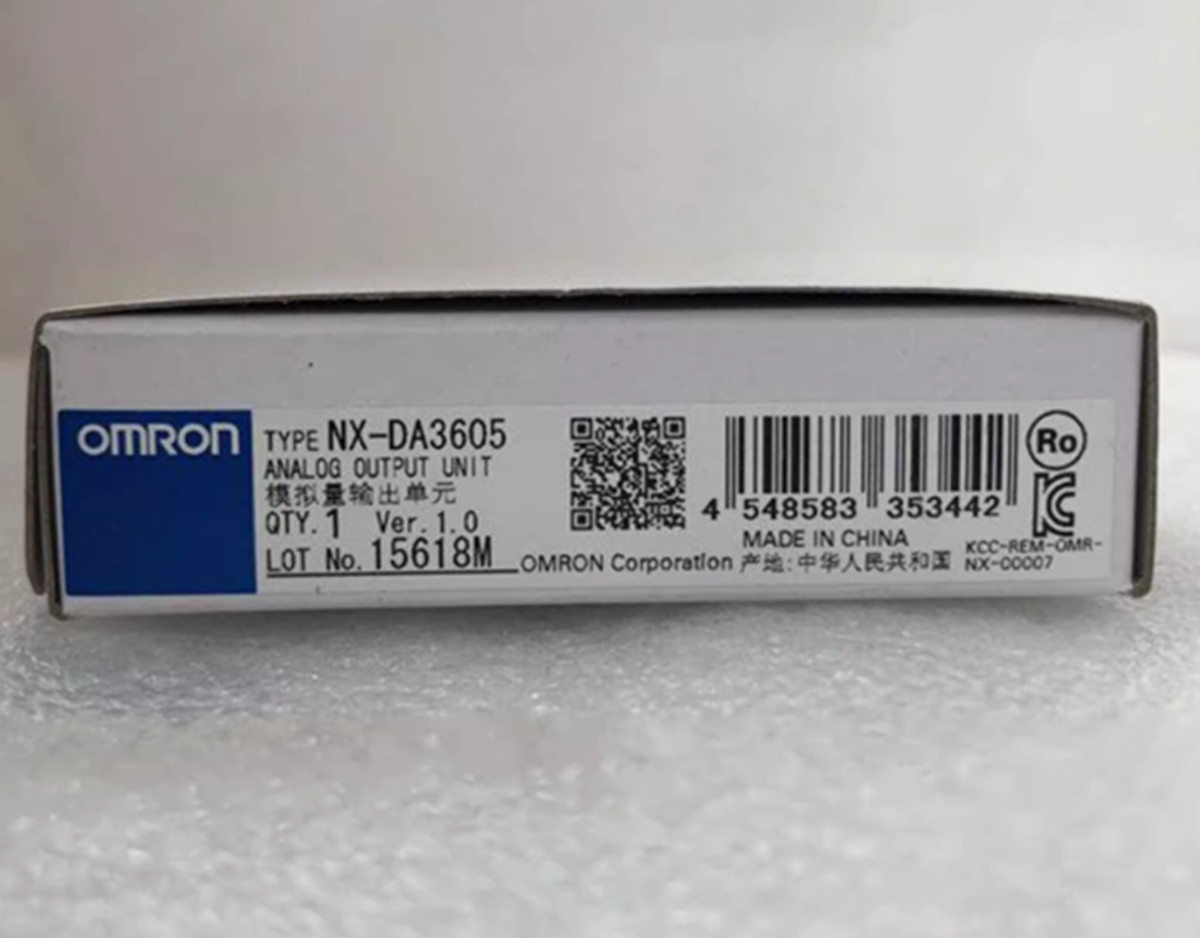 OMRON
TYPE NX-DA3605
ANALOG OUTPUT UNIT
模拟量输出单元
QTY. 1 Ver. 1.0
LOT No. 15618M
OMRON Corporation
4 548583 353442
MADE IN CHINA
产地:中华人民共和国
Ro
KCC-REM-OMR-
NX-00007